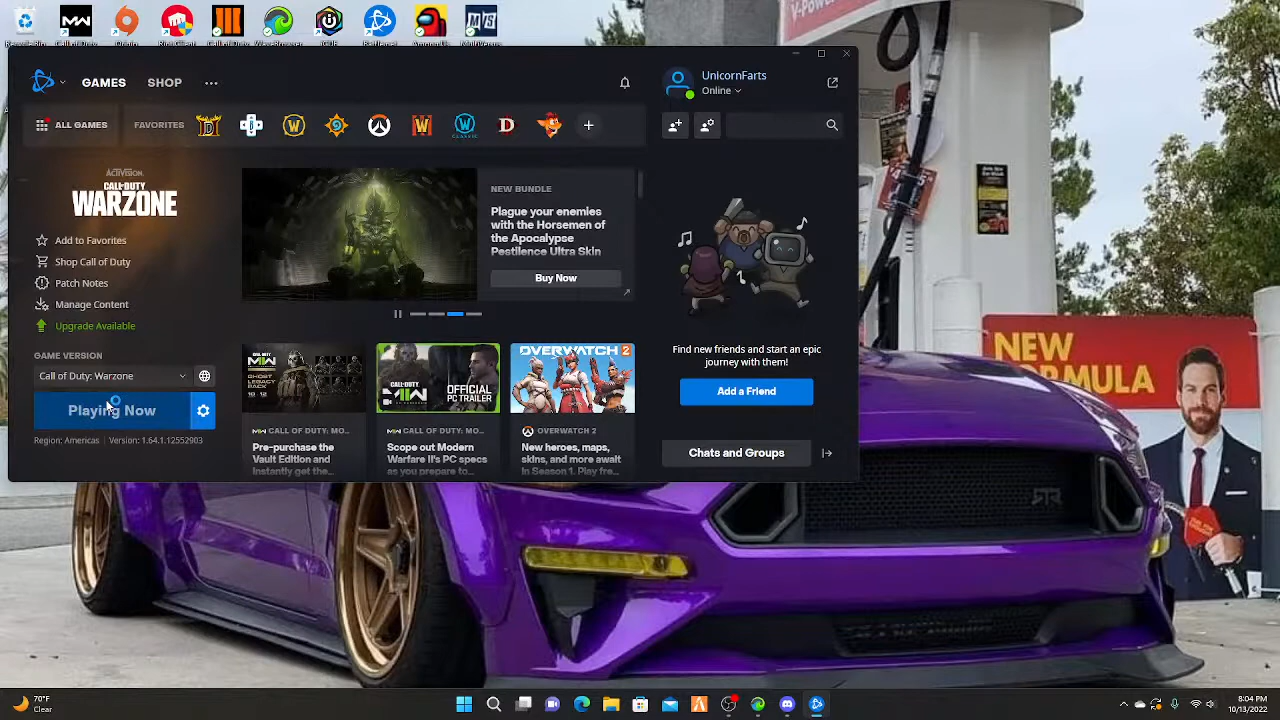 V-Power
GAMES
SHOP
UnicornFarts
Online
ALL GAMES
FAVORITES
CLASSIC
ACTIVISION
CALL OF DUTY
WARZONE
Add to Favorites
Shop Call of Duty
Patch Notes
Manage Content
Upgrade Available
NEW BUNDLE
Plague your enemies
with the Horsemen of
the Apocalypse
Pestilence Ultra Skin
Buy Now
GAME VERSION
Call of Duty: Warzone
Playing Now
Region: Americas
Version: 1.64.1.12552903
OFFICIAL
PC TRAILER
OVERWATCH 2
CALL OF DUTY: MO...
Pre-purchase the
Vault Edition and
Instantly get the...
CALL OF DUTY: MO...
Scope out Modern
Warfare II's PC specs
as you prepare to...
OVERWATCH 2
New heroes, maps,
skins, and more await
in Season 1. Play fre...
Find new friends and start an epic
journey with them!
Add a Friend
Chats and Groups
NEW
FORMULA
RTR
70°F
Clear
8:04 PM
10/13/2022